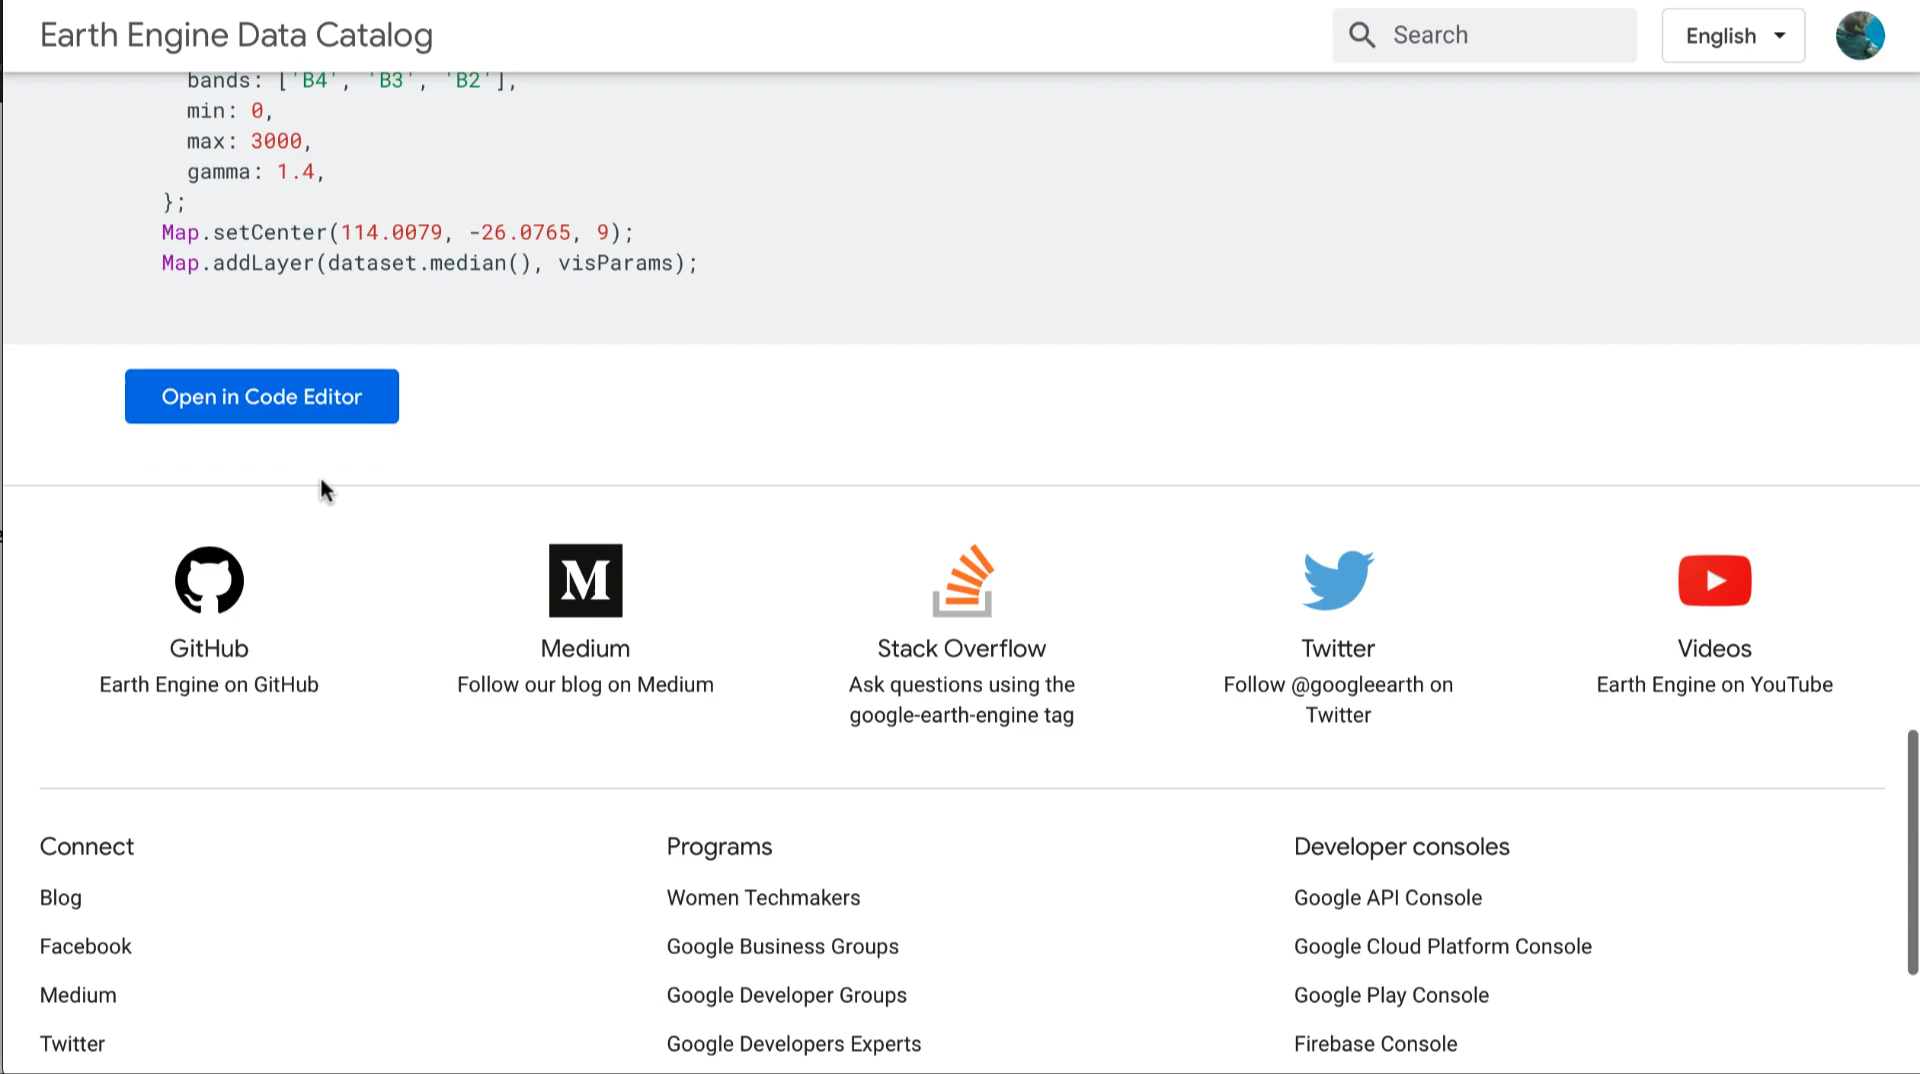 Earth Engine Data Catalog
Search
English
bands: ['B4', 'B3', 'B2'],
min: 0,
max: 3000,
gamma: 1.4,
};
Map.setCenter(114.0079, -26.0765, 9);
Map.addLayer(dataset.median(), visParams);
Open in Code Editor
GitHub
Earth Engine on GitHub
M
Medium
Follow our blog on Medium
Stack Overflow
Ask questions using the
google-earth-engine tag
Twitter
Follow @googleearth on
Twitter
Videos
Earth Engine on YouTube
Connect
Blog
Facebook
Medium
Twitter
Programs
Women Techmakers
Google Business Groups
Google Developer Groups
Google Developers Experts
Developer consoles
Google API Console
Google Cloud Platform Console
Google Play Console
Firebase Console